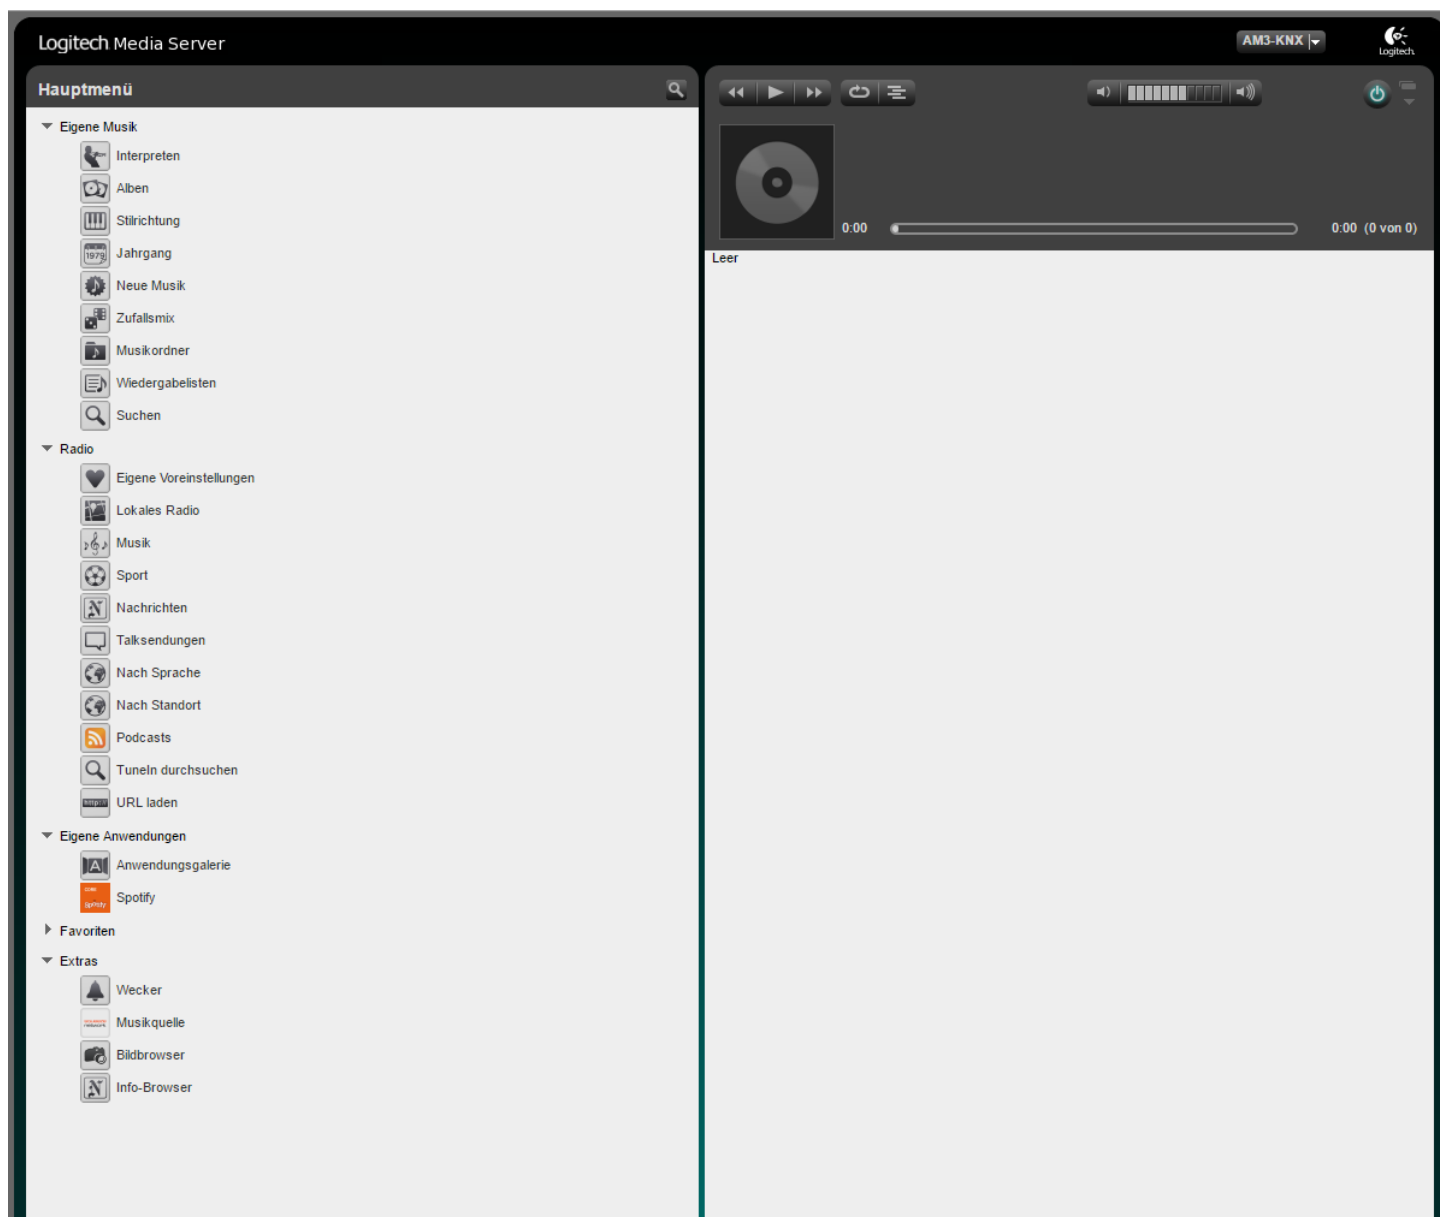 Logitech Media Server
AM3-KNX
Logitech
Hauptmenü
Eigene Musik
Interpreten
Alben
Stilrichtung
1979
Jahrgang
Neue Musik
Zufallsmix
Musikordner
Wiedergabelisten
Suchen
Radio
Eigene Voreinstellungen
Lokales Radio
Musik
Sport
N
Nachrichten
Talksendungen
Nach Sprache
Nach Standort
Podcasts
TuneIn durchsuchen
URL laden
Eigene Anwendungen
A
Anwendungsgalerie
Spotify
Favoriten
Extras
Wecker
Musikquelle
Bildbrowser
N
Info-Browser
0:00
0:00 (0 von 0)
Leer